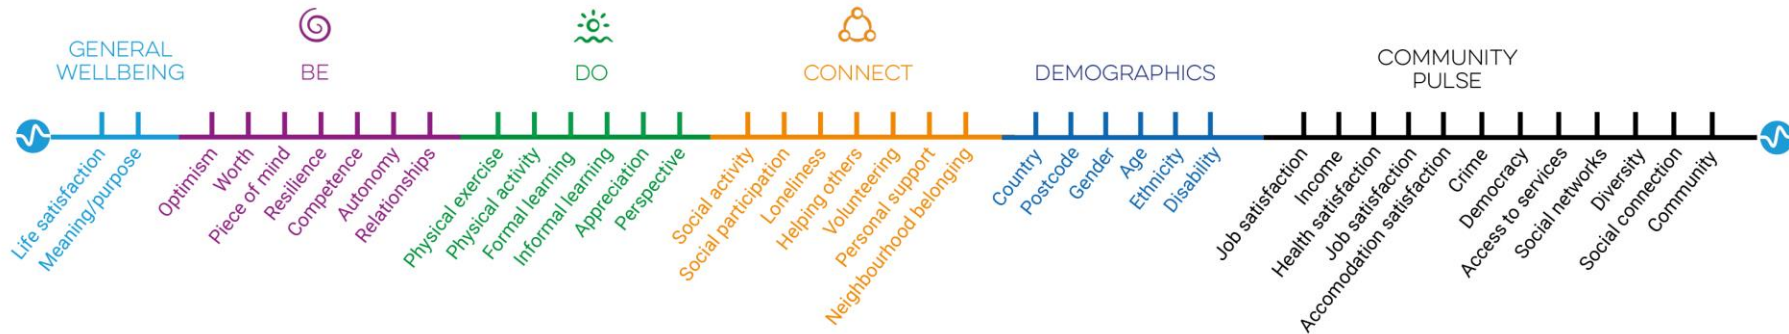 GENERAL
WELLBEING
BE
DO
CONNECT
DEMOGRAPHICS
COMMUNITY
PULSE
Life satisfaction
Meaning/purpose
Optimism
Worth
Piece of mind
Resilience
Competence
Autonomy
Relationships
Physical exercise
Physical activity
Formal learning
Informal learning
Appreciation
Perspective
Social activity
Social participation
Loneliness
Helping others
Volunteering
Personal support
Neighbourhood belonging
Country
Postcode
Gender
Age
Ethnicity
Disability
Job satisfaction
Income
Health satisfaction
Job satisfaction
Accomodation satisfaction
Crime
Democracy
Access to services
Social networks
Diversity
Social connection
Community